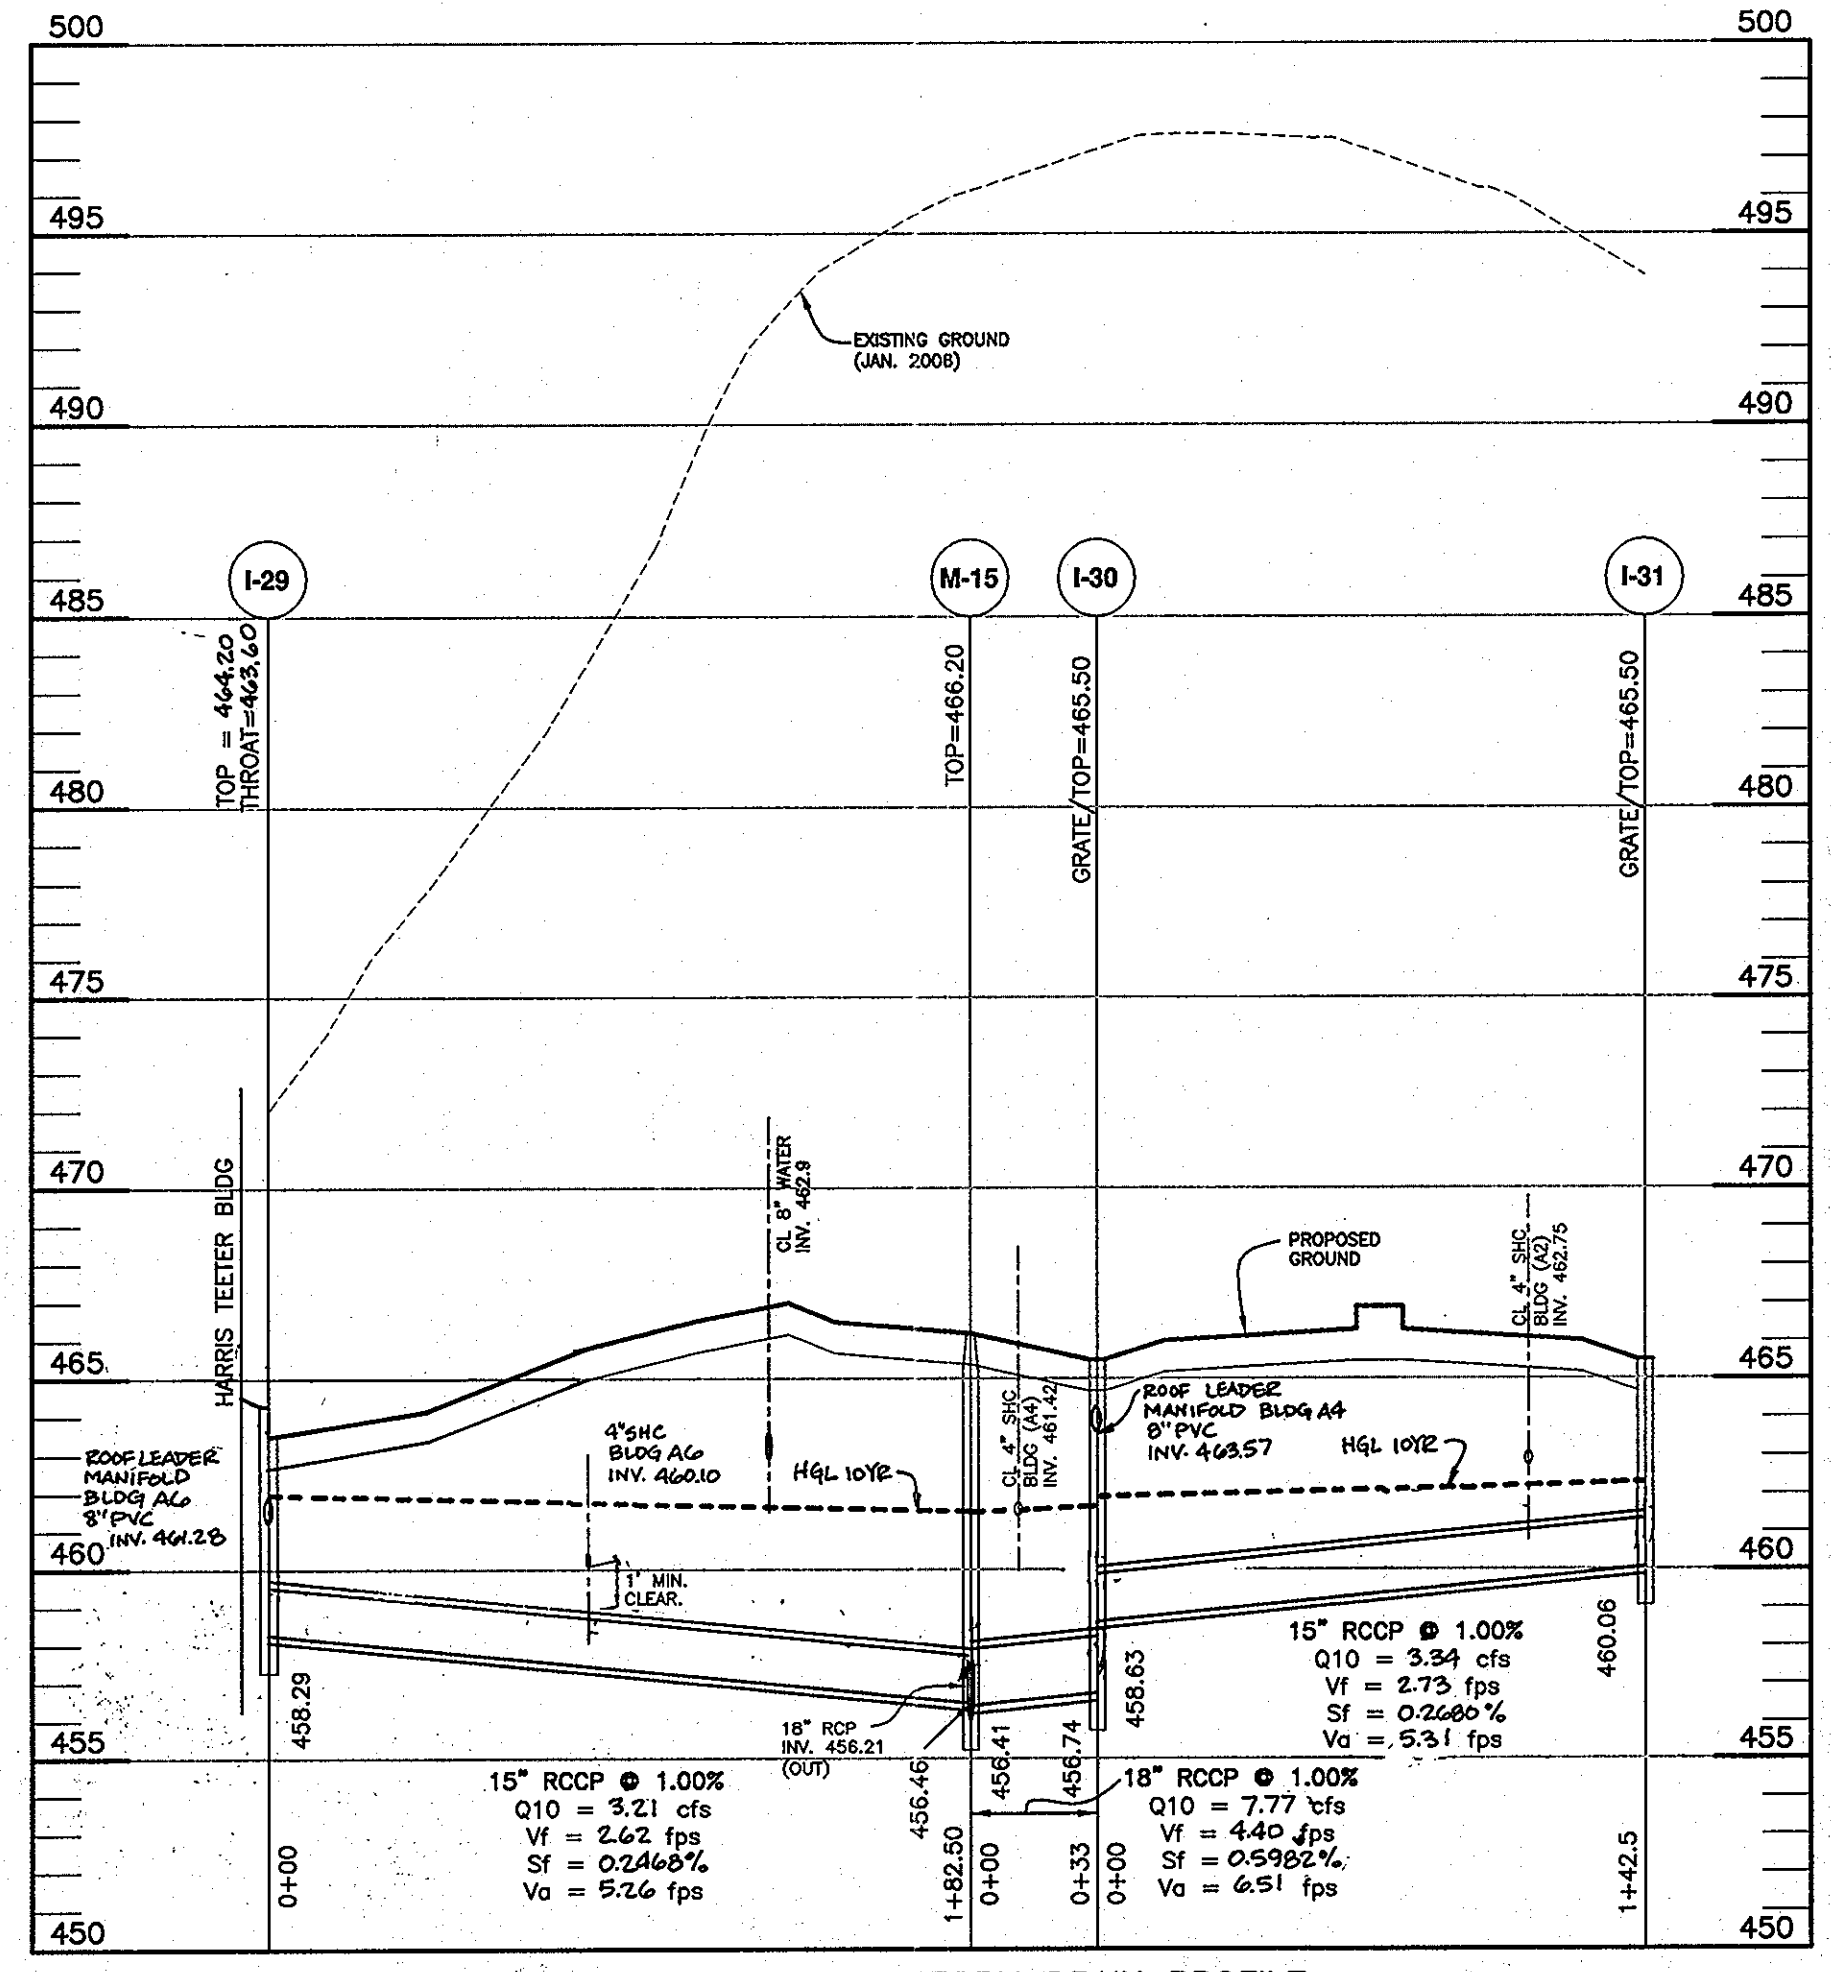 500
500
495
495
EXISTING GROUND
(JAN. 2008)
490
490
I-29
M-15
I-30
I-31
485
485
TOP = 464.20
THROAT=463.60
TOP=466.20
GRATE/TOP=465.50
GRATE/TOP=465.50
480
480
475
475
470
470
HARRIS TEETER BLDG
CL 8" WATER
INV. 462.9
PROPOSED
GROUND
CL 4" SHC
BLDG (A2)
INV. 462.75
465
465
ROOF LEADER
MANIFOLD
BLDG A6
8" PVC
INV. 461.28
4" SHC
BLDG A6
INV. 460.10
HGL 10YR
CL 4" SHC
BLDG (A4)
INV. 461.42
ROOF LEADER
MANIFOLD BLDG A4
8" PVC
INV. 463.57
HGL 10YR
460
460
1' MIN.
CLEAR.
458.29
18" RCP
INV. 456.21
(OUT)
456.46
456.41
456.74
458.63
15" RCCP @ 1.00%
Q10 = 3.34 cfs
Vf = 2.73 fps
Sf = 0.2680%
Va = 5.31 fps
460.06
455
455
15" RCCP @ 1.00%
Q10 = 3.21 cfs
Vf = 2.62 fps
Sf = 0.2468%
Va = 5.26 fps
18" RCCP @ 1.00%
Q10 = 7.77 cfs
Vf = 4.40 fps
Sf = 0.5982%
Va = 6.51 fps
0+00
1+82.50
0+00
0+33
0+00
1+42.5
450
450